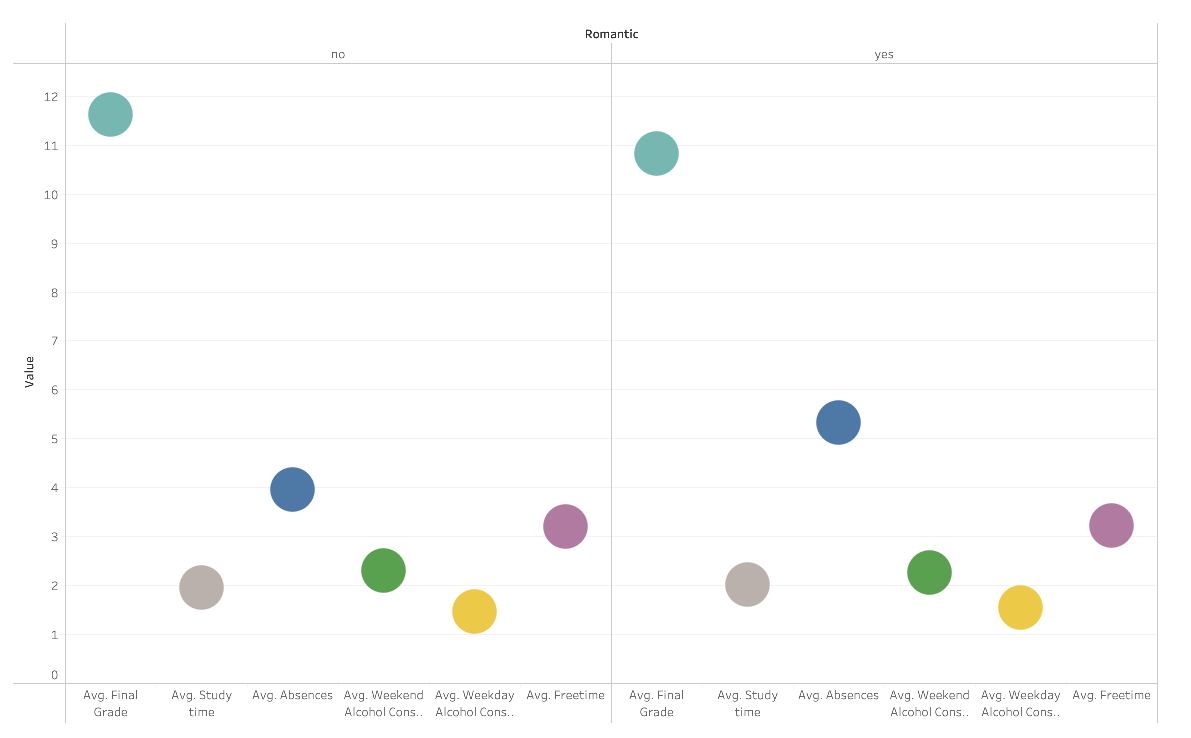 Romantic
no
yes
Value
12
11
10
9
8
7
6
5
4
3
2
1
0
Avg. Final
Grade
Avg. Study
time
Avg. Absences
Avg. Weekend
Alcohol Cons..
Avg. Weekday
Alcohol Cons..
Avg. Freetime
Avg. Final
Grade
Avg. Study
time
Avg. Absences
Avg. Weekend
Alcohol Cons..
Avg. Weekday
Alcohol Cons..
Avg. Freetime